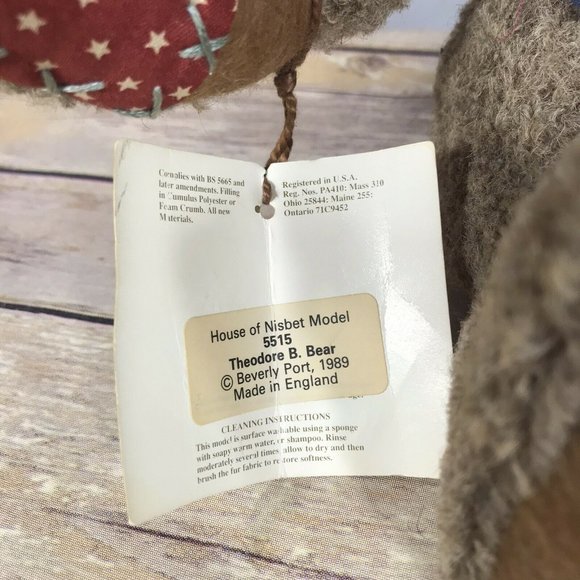 Complies with BS 5665 and
later amendments. Filling
in Cumulus Polyester or
Foam Crumb. All new
Materials.
Registered in U.S.A.
Reg. Nos. PA410: Mass 310
Ohio 25844: Maine 255:
Ontario 71C9452
House of Nisbet Model
5515
Theodore B. Bear
© Beverly Port, 1989
Made in England
CLEANING INSTRUCTIONS
This model is surface washable using a sponge
with soapy warm water, or shampoo. Rinse
moderately several times, allow to dry and then
brush the fur fabric to restore softness.